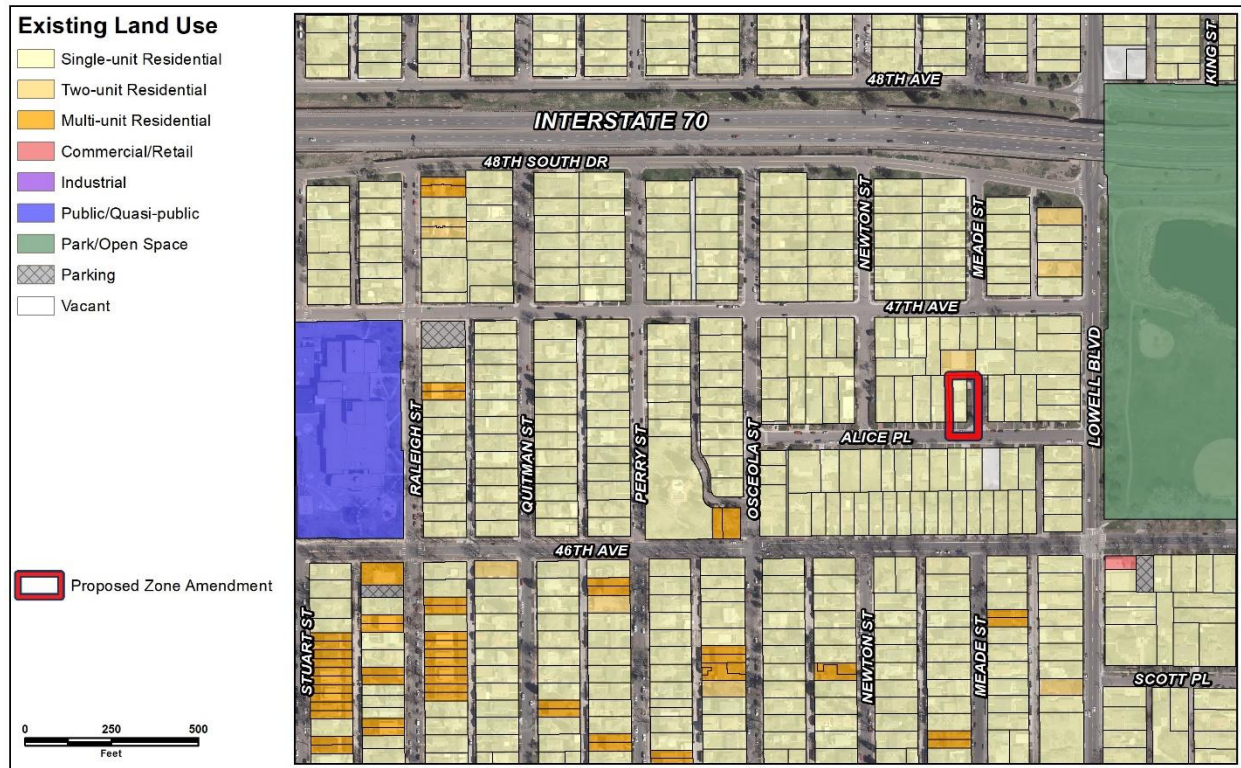 Existing Land Use
Single-unit Residential
Two-unit Residential
Multi-unit Residential
Commercial/Retail
Industrial
Public/Quasi-public
Park/Open Space
Parking
Vacant
Proposed Zone Amendment
0 250 500
Feet
48TH AVE
KING ST
INTERSTATE 70
48TH SOUTH DR
NEWTON ST
MEADE ST
47TH AVE
LOWELL BLVD
RALEIGH ST
QUITMAN ST
PERRY ST
OSCEOLA ST
ALICE PL
46TH AVE
STUART ST
NEWTON ST
MEADE ST
SCOTT PL